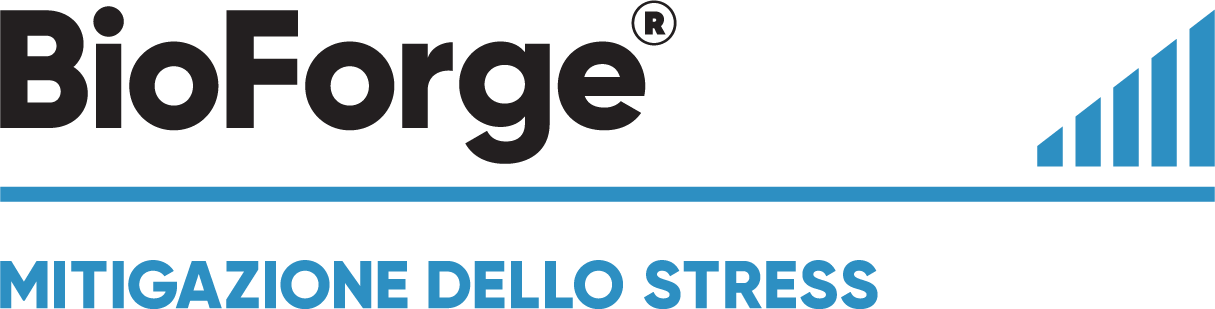 BioForge®
MITIGAZIONE DELLO STRESS